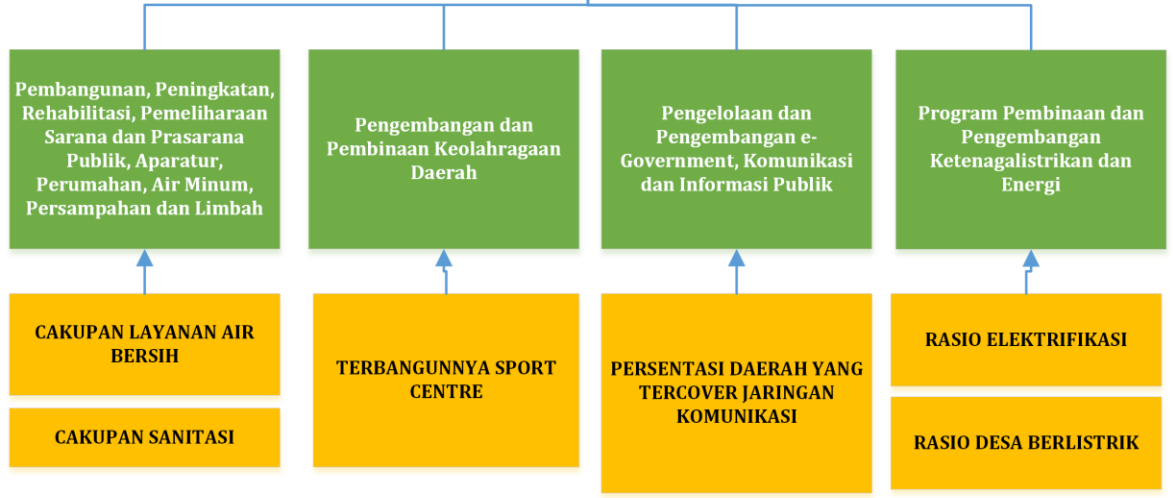 Pembangunan, Peningkatan,
Rehabilitasi, Pemeliharaan
Sarana dan Prasarana
Publik, Aparatur,
Perumahan, Air Minum,
Persampahan dan Limbah
Pengembangan dan
Pembinaan Keolahragaan
Daerah
Pengelolaan dan
Pengembangan e-
Government, Komunikasi
dan Informasi Publik
Program Pembinaan dan
Pengembangan
Ketenagalistrikan dan
Energi
CAKUPAN LAYANAN AIR
BERSIH
CAKUPAN SANITASI
TERBANGUNNYA SPORT
CENTRE
PERSENTASI DAERAH YANG
TERCOVER JARINGAN
KOMUNIKASI
RASIO ELEKTRIFIKASI
RASIO DESA BERLISTRIK